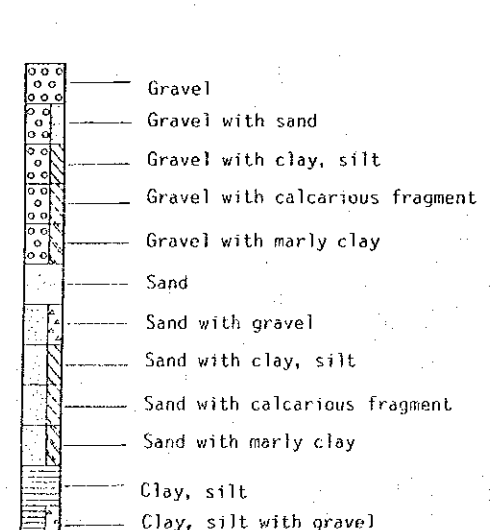 Gravel
Gravel with sand
Gravel with clay, silt
Gravel with calcarious fragment
Gravel with marly clay
Sand
Sand with gravel
Sand with clay, silt
Sand with calcarious fragment
Sand with marly clay
Clay, silt
Clay, silt with gravel